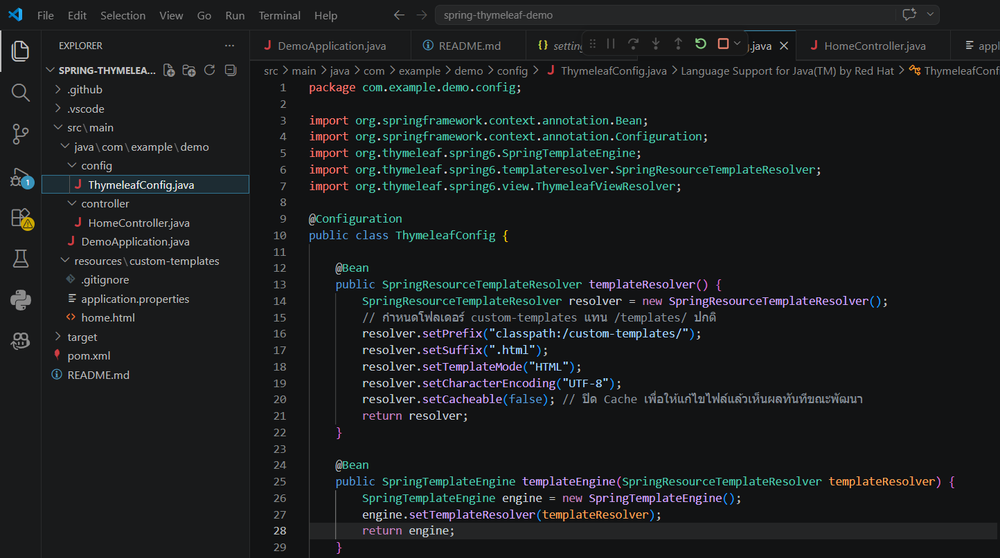 File Edit Selection View Go Run Terminal Help
spring-thymeleaf-demo
EXPLORER
SPRING-THYMELEA...
.github
.vscode
src\main
java\com\example\demo
config
ThymeleafConfig.java
controller
HomeController.java
DemoApplication.java
resources\custom-templates
.gitignore
application.properties
home.html
target
pom.xml
README.md
1
DemoApplication.java README.md setting .java HomeController.java appl
src > main > java > com > example > demo > config > ThymeleafConfig.java > Language Support for Java(TM) by Red Hat > ThymeleafConfi
1 package com.example.demo.config;
2
3 import org.springframework.context.annotation.Bean;
4 import org.springframework.context.annotation.Configuration;
5 import org.thymeleaf.spring6.SpringTemplateEngine;
6 import org.thymeleaf.spring6.templateresolver.SpringResourceTemplateResolver;
7 import org.thymeleaf.spring6.view.ThymeleafViewResolver;
8
9 @Configuration
10 public class ThymeleafConfig {
11
12 @Bean
13 public SpringResourceTemplateResolver templateResolver() {
14 SpringResourceTemplateResolver resolver = new SpringResourceTemplateResolver();
15 // กำหนดโฟลเดอร์ custom-templates แทน /templates/ ปกติ
16 resolver.setPrefix("classpath:/custom-templates/");
17 resolver.setSuffix(".html");
18 resolver.setTemplateMode("HTML");
19 resolver.setCharacterEncoding("UTF-8");
20 resolver.setCacheable(false); // ปิด Cache เพื่อให้แก้ไขไฟล์แล้วเห็นผลทันทีขณะพัฒนา
21 return resolver;
22 }
23
24 @Bean
25 public SpringTemplateEngine templateEngine(SpringResourceTemplateResolver templateResolver) {
26 SpringTemplateEngine engine = new SpringTemplateEngine();
27 engine.setTemplateResolver(templateResolver);
28 return engine;
29 }